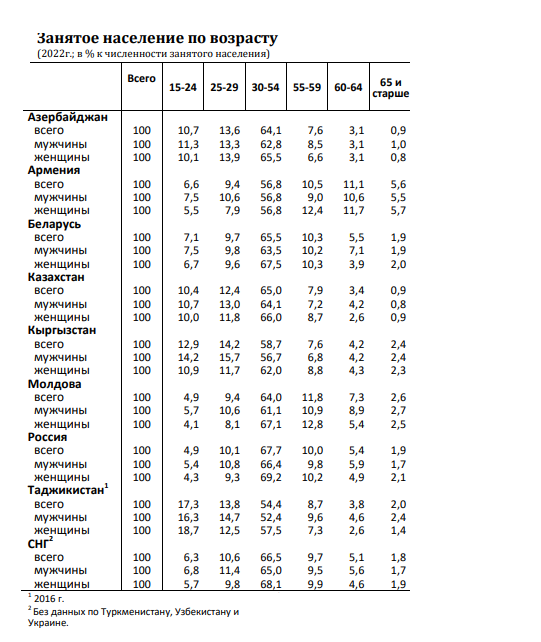 Занятое население по возрасту
(2022г.; в % к численности занятого населения)
Всего 15-24 25-29 30-54 55-59 60-64 65 и старше
Азербайджан
всего 100 10,7 13,6 64,1 7,6 3,1 0,9
мужчины 100 11,3 13,3 62,8 8,5 3,1 1,0
женщины 100 10,1 13,9 65,5 6,6 3,1 0,8
Армения
всего 100 6,6 9,4 56,8 10,5 11,1 5,6
мужчины 100 7,5 10,6 56,8 9,0 10,6 5,5
женщины 100 5,5 7,9 56,8 12,4 11,7 5,7
Беларусь
всего 100 7,1 9,7 65,5 10,3 5,5 1,9
мужчины 100 7,5 9,8 63,5 10,2 7,1 1,9
женщины 100 6,7 9,6 67,5 10,3 3,9 2,0
Казахстан
всего 100 10,4 12,4 65,0 7,9 3,4 0,9
мужчины 100 10,7 13,0 64,1 7,2 4,2 0,8
женщины 100 10,0 11,8 66,0 8,7 2,6 0,9
Кыргызстан
всего 100 12,9 14,2 58,7 7,6 4,2 2,4
мужчины 100 14,2 15,7 56,7 6,8 4,2 2,4
женщины 100 10,9 11,7 62,0 8,8 4,3 2,3
Молдова
всего 100 4,9 9,4 64,0 11,8 7,3 2,6
мужчины 100 5,7 10,6 61,1 10,9 8,9 2,7
женщины 100 4,1 8,1 67,1 12,8 5,4 2,5
Россия
всего 100 4,9 10,1 67,7 10,0 5,4 1,9
мужчины 100 5,4 10,8 66,4 9,8 5,9 1,7
женщины 100 4,3 9,3 69,2 10,2 4,9 2,1
Таджикистан¹
всего 100 17,3 13,8 54,4 8,7 3,8 2,0
мужчины 100 16,3 14,7 52,4 9,6 4,6 2,4
женщины 100 18,7 12,5 57,5 7,3 2,6 1,4
СНГ²
всего 100 6,3 10,6 66,5 9,7 5,1 1,8
мужчины 100 6,8 11,4 65,0 9,5 5,6 1,7
женщины 100 5,7 9,8 68,1 9,9 4,6 1,9
¹ 2016 г.
² Без данных по Туркменистану, Узбекистану и
Украине.